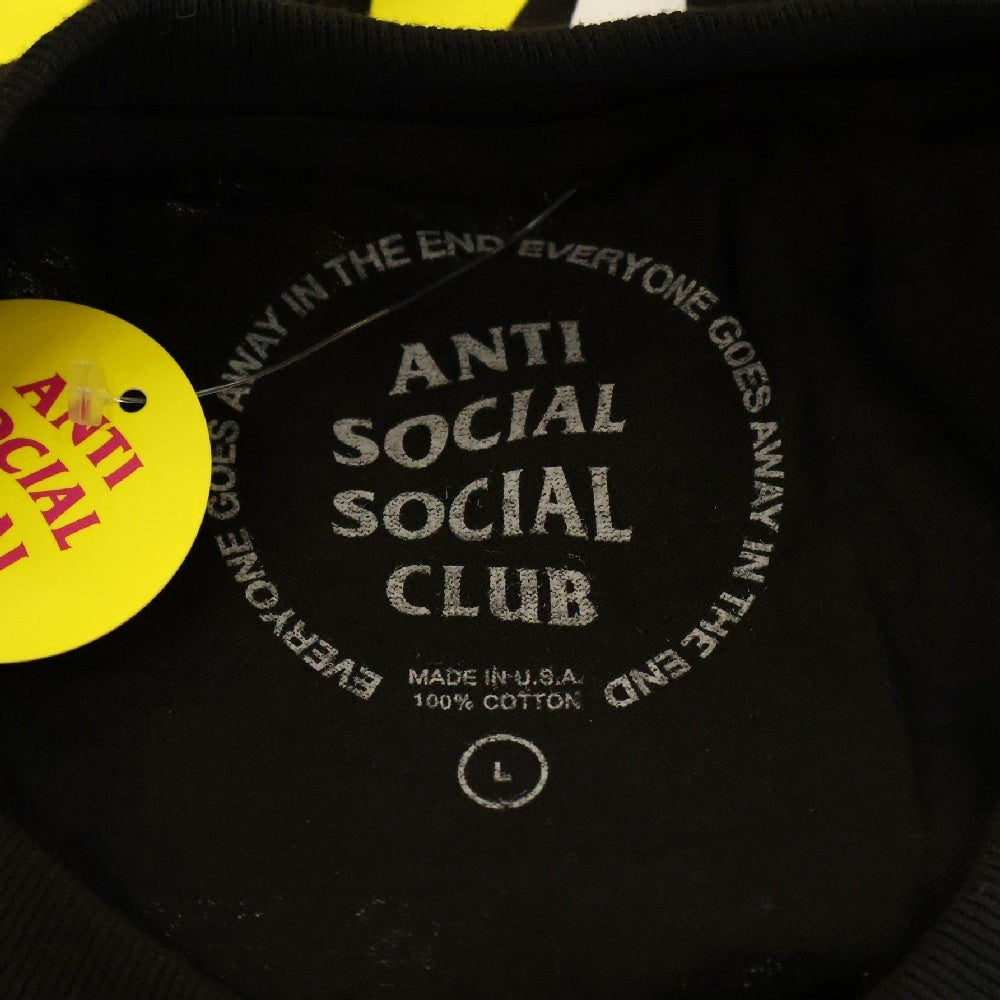 EVERYONE GOES AWAY IN THE END EVERYONE GOES AWAY IN THE END
ANTI
SOCIAL
SOCIAL
CLUB
MADE IN U.S.A.
100% COTTON
L
ANTI
SOCIAL